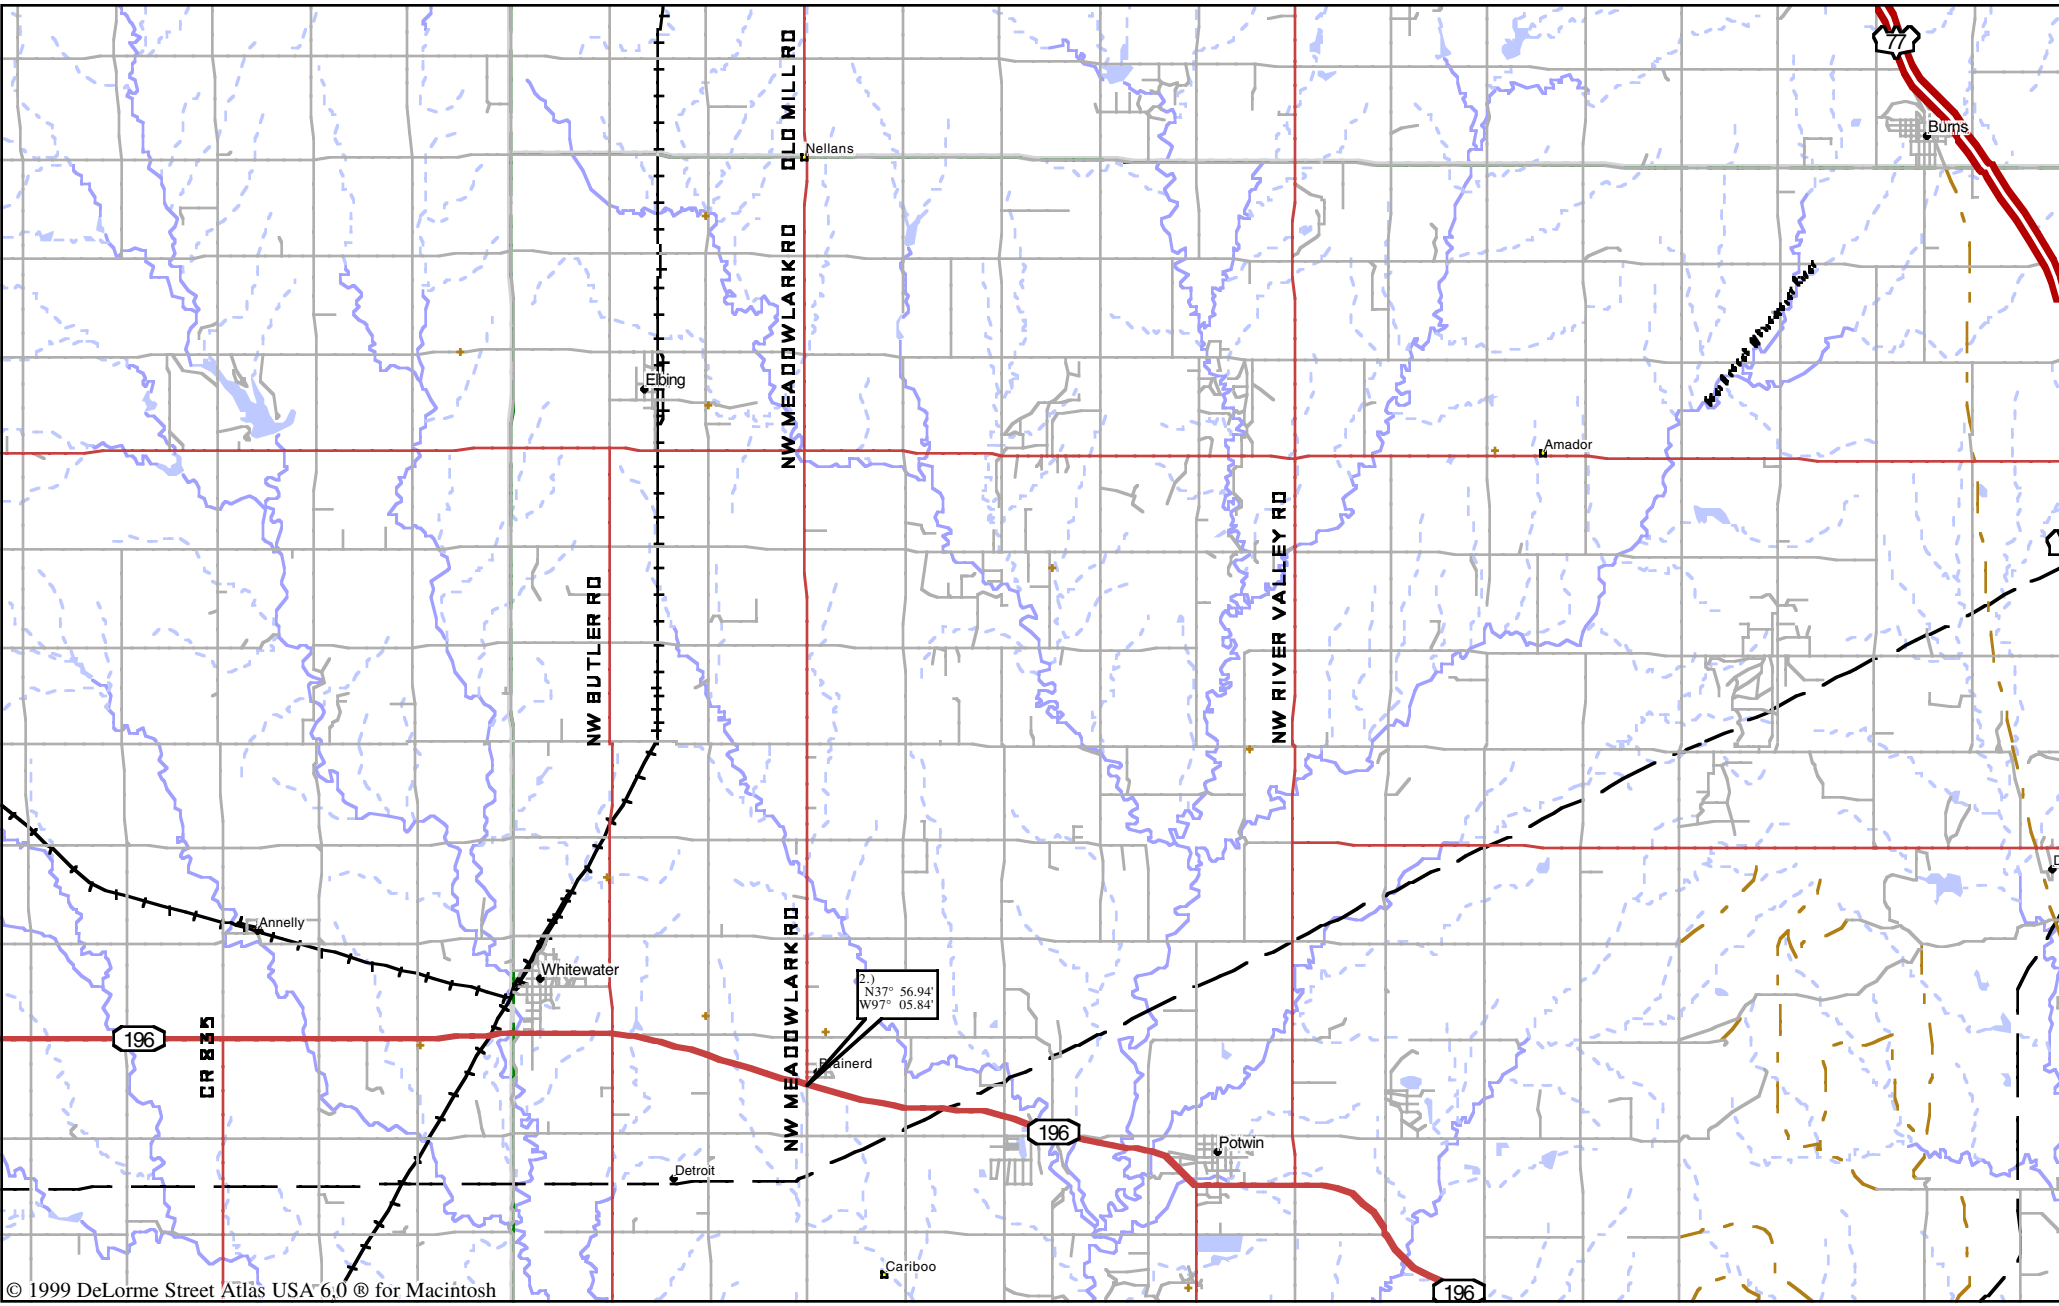 77
Burns
OLD MILL RD
Nellans
NW MEADOWLARK RD
Elbing
Amador
NW RIVER VALLEY RD
NW BUTLER RD
Annelly
Whitewater
NW MEADOWLARK RD
2.)
N37° 56.94'
W97° 05.84'
196
CR 835
Brainerd
196
Potwin
Detroit
Cariboo
196
© 1999 DeLorme Street Atlas USA 6.0 ® for Macintosh